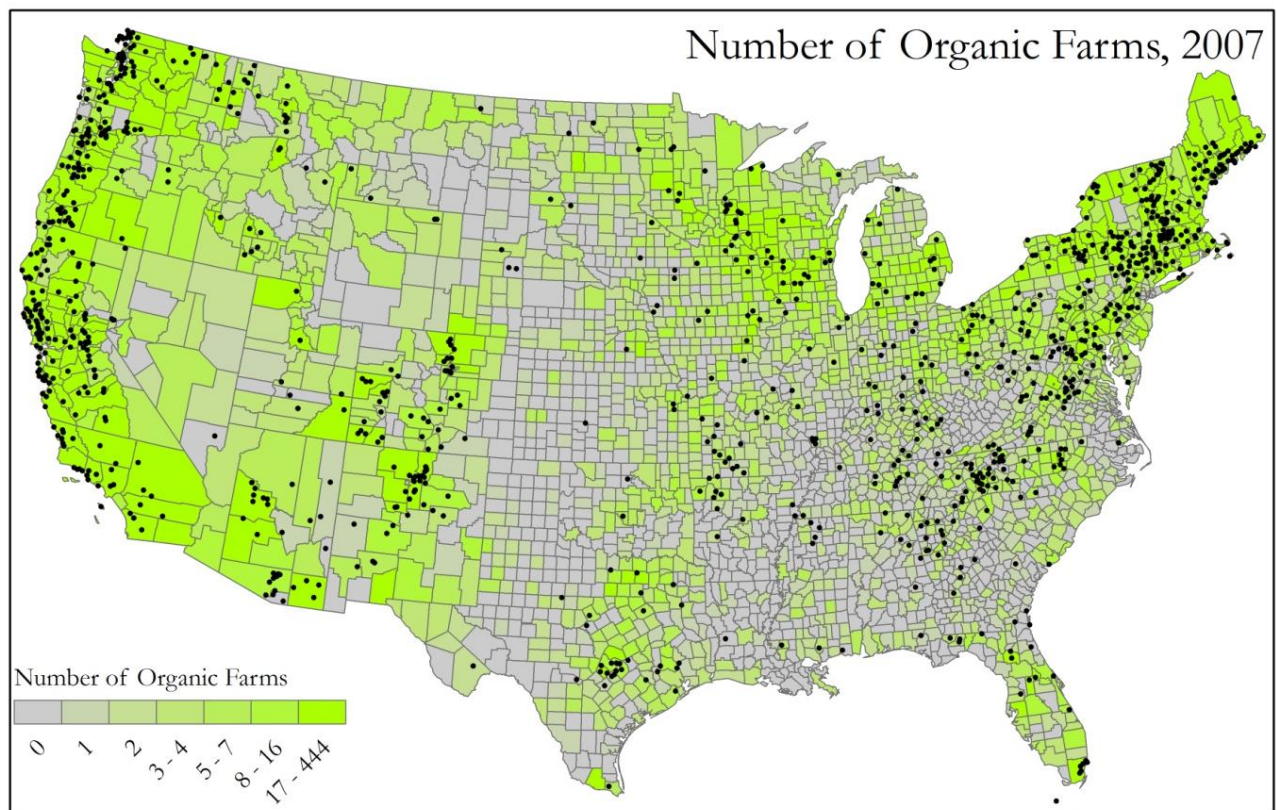 Number of Organic Farms, 2007
Number of Organic Farms
0
1
2
3 - 4
5 - 7
8 - 16
17 - 444